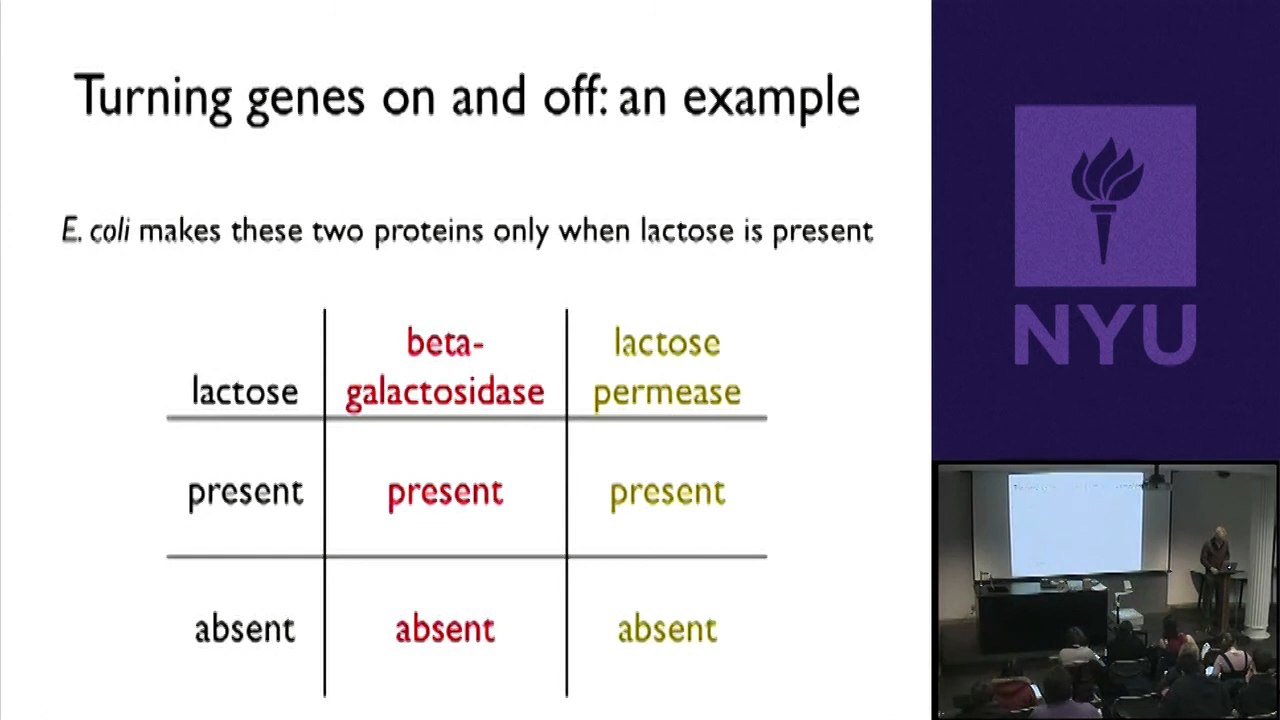 Turning genes on and off: an example
E. coli makes these two proteins only when lactose is present
beta-
galactosidase
lactose
permease
lactose
present
present
present
absent
absent
absent
NYU